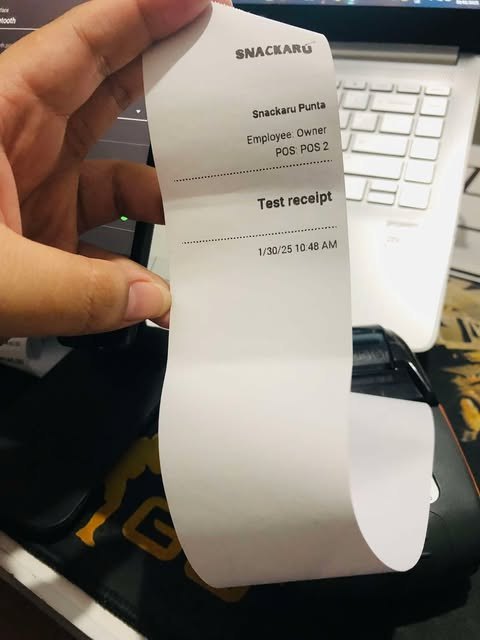 SNACKARU
Snackaru Punta
Employee: Owner
POS: POS 2
Test receipt
1/30/25 10:48 AM